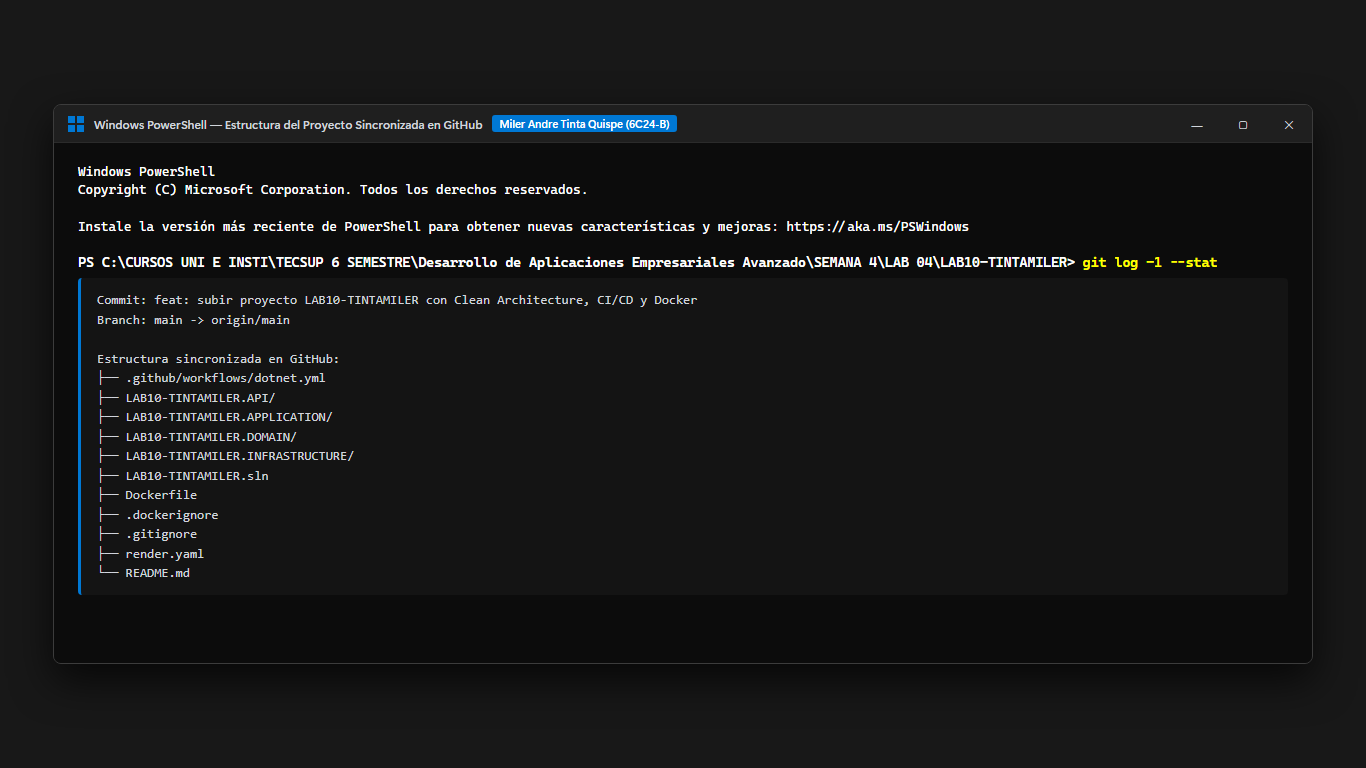 Windows PowerShell — Estructura del Proyecto Sincronizada en GitHub Miler Andre Tinta Quispe (6C24-B)
Windows PowerShell
Copyright (C) Microsoft Corporation. Todos los derechos reservados.
Instale la versión más reciente de PowerShell para obtener nuevas características y mejoras: https://aka.ms/PSWindows
PS C:\CURSOS UNI E INSTI\TECSUP 6 SEMESTRE\Desarrollo de Aplicaciones Empresariales Avanzado\SEMANA 4\LAB 04\LAB10-TINTAMILER> git log -1 --stat
Commit: feat: subir proyecto LAB10-TINTAMILER con Clean Architecture, CI/CD y Docker
Branch: main -> origin/main
Estructura sincronizada en GitHub:
├── .github/workflows/dotnet.yml
├── LAB10-TINTAMILER.API/
├── LAB10-TINTAMILER.APPLICATION/
├── LAB10-TINTAMILER.DOMAIN/
├── LAB10-TINTAMILER.INFRASTRUCTURE/
├── LAB10-TINTAMILER.sln
├── Dockerfile
├── .dockerignore
├── .gitignore
├── render.yaml
└── README.md